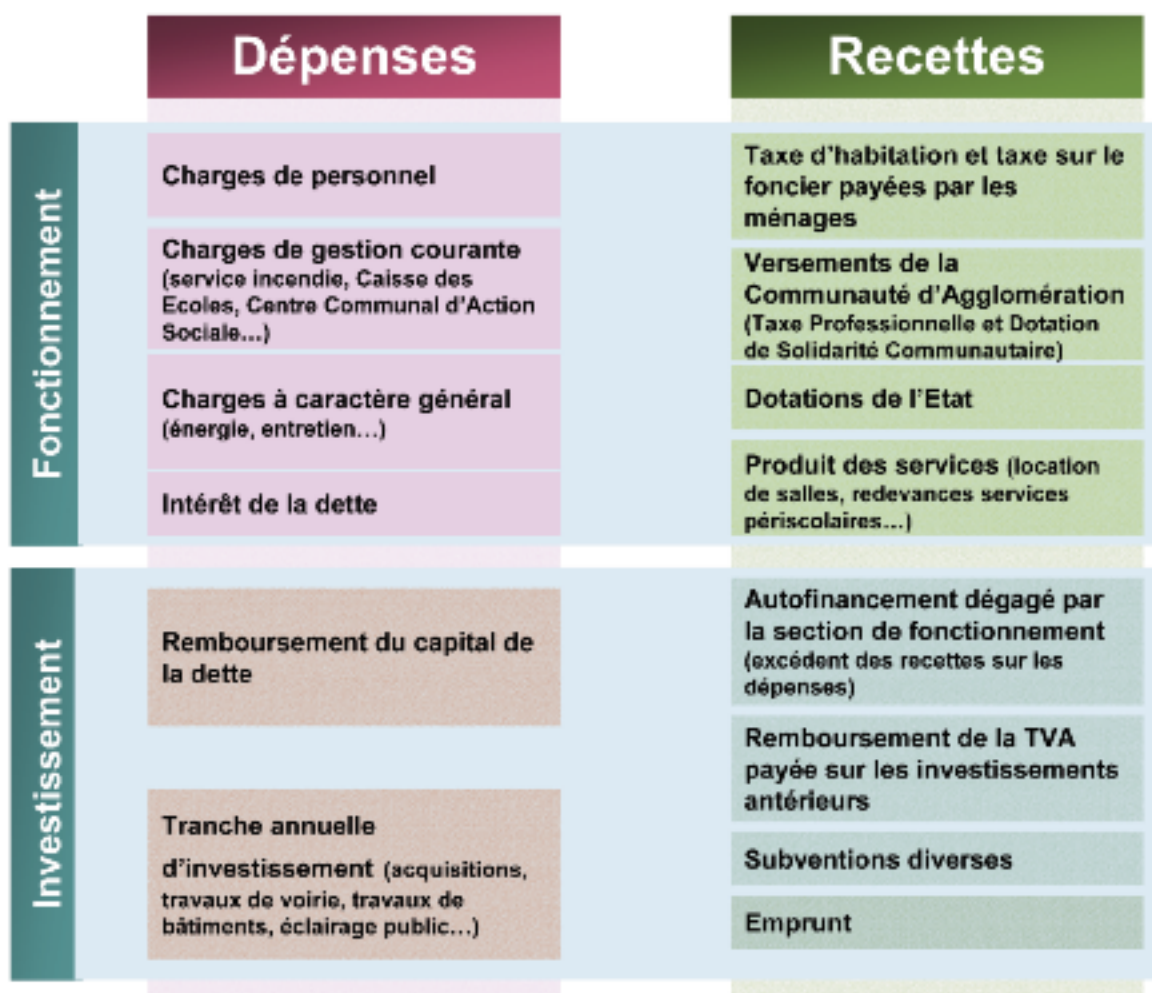 Dépenses
Recettes
Fonctionnement
Charges de personnel
Charges de gestion courante
(service incendie, Caisse des
Ecoles, Centre Communal d'Action
Sociale...)
Charges à caractère général
(énergie, entretien...)
Intérêt de la dette
Taxe d'habitation et taxe sur le
foncier payées par les
ménages
Versements de la
Communauté d'Agglomération
(Taxe Professionnelle et Dotation
de Solidarité Communautaire)
Dotations de l'Etat
Produit des services (location
de salles, redevances services
périscolaires...)
Investissement
Remboursement du capital de
la dette
Tranche annuelle
d'investissement (acquisitions,
travaux de voirie, travaux de
bâtiments, éclairage public...)
Autofinancement dégagé par
la section de fonctionnement
(excédent des recettes sur les
dépenses)
Remboursement de la TVA
payée sur les investissements
antérieurs
Subventions diverses
Emprunt